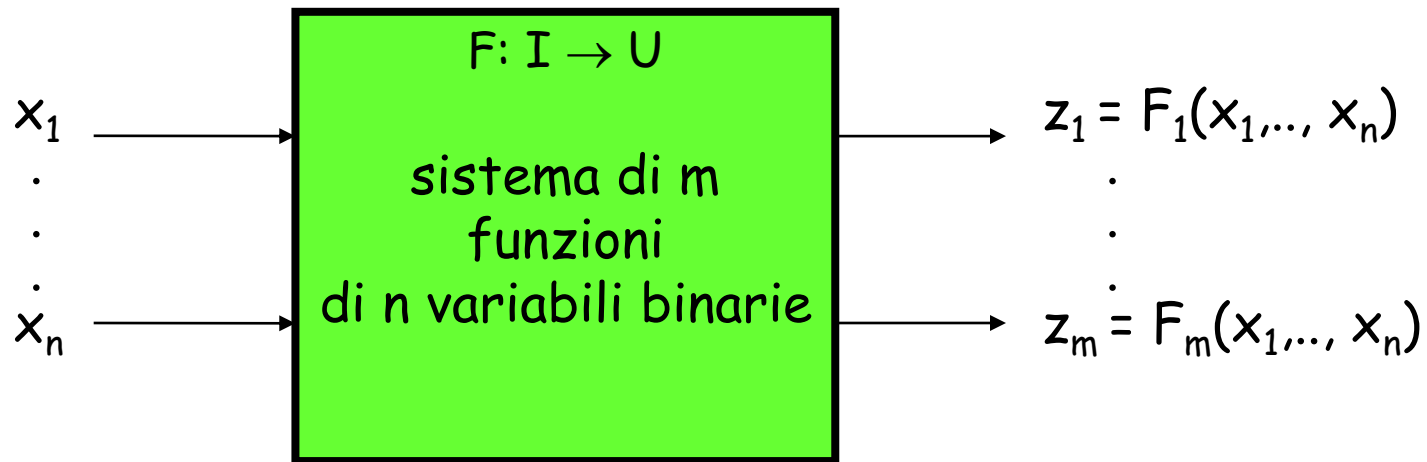 F: I → U
x₁
z₁ = F₁(x₁,.., xₙ)
.
.
.
sistema di m
funzioni
di n variabili binarie
.
.
.
xₙ
zₘ = Fₘ(x₁,.., xₙ)